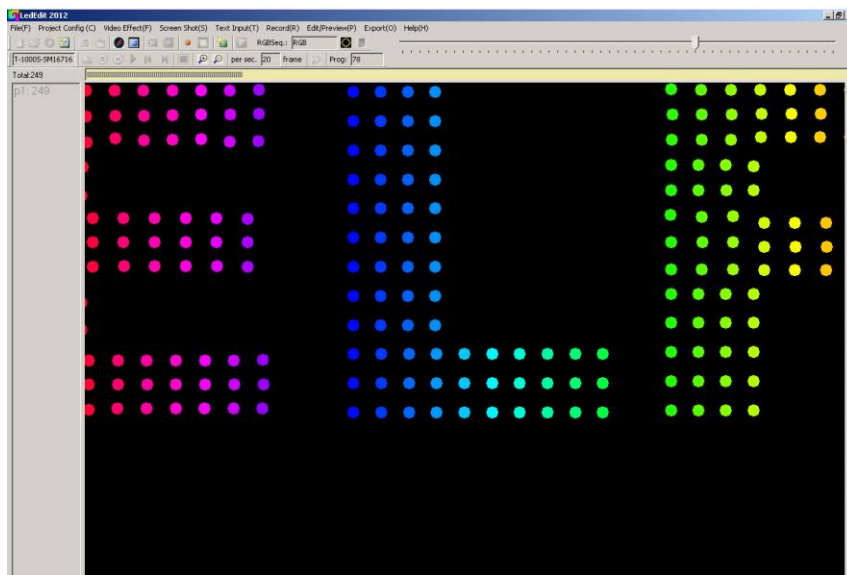 LedEdit 2012
File(F) Project Config (C) Video Effect(F) Screen Shot(S) Text Input(T) Record(R) Edit/Preview(P) Export(O) Help(H)
RGBSeq.: RGB
T-1000S-SM16716 per sec. 20 frame Prog: 78
Total:249
p1: 249
ELF